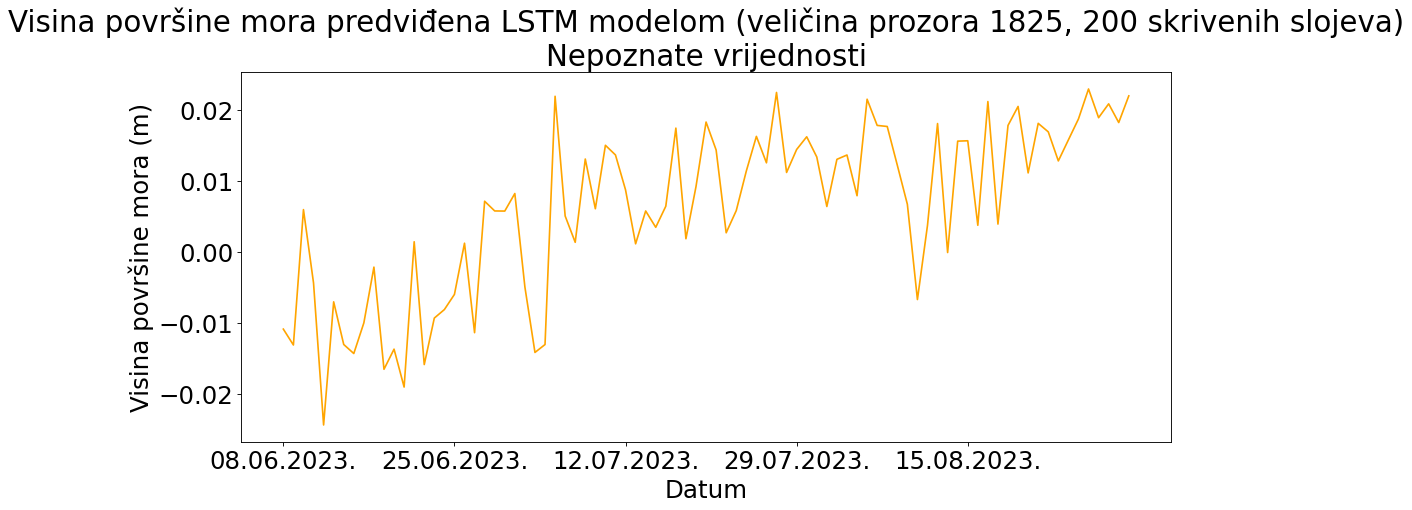 Visina površine mora predviđena LSTM modelom (veličina prozora 1825, 200 skrivenih slojeva)
Nepoznate vrijednosti
Visina površine mora (m)
0.02
0.01
0.00
−0.01
−0.02
08.06.2023. 25.06.2023. 12.07.2023. 29.07.2023. 15.08.2023.
Datum